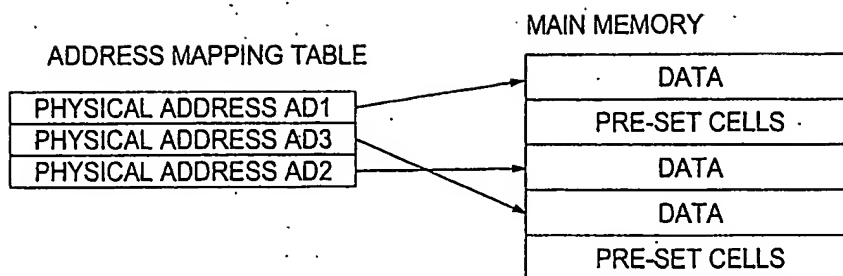 ADDRESS MAPPING TABLE
PHYSICAL ADDRESS AD1
PHYSICAL ADDRESS AD3
PHYSICAL ADDRESS AD2
MAIN MEMORY
DATA
PRE-SET CELLS
DATA
DATA
PRE-SET CELLS